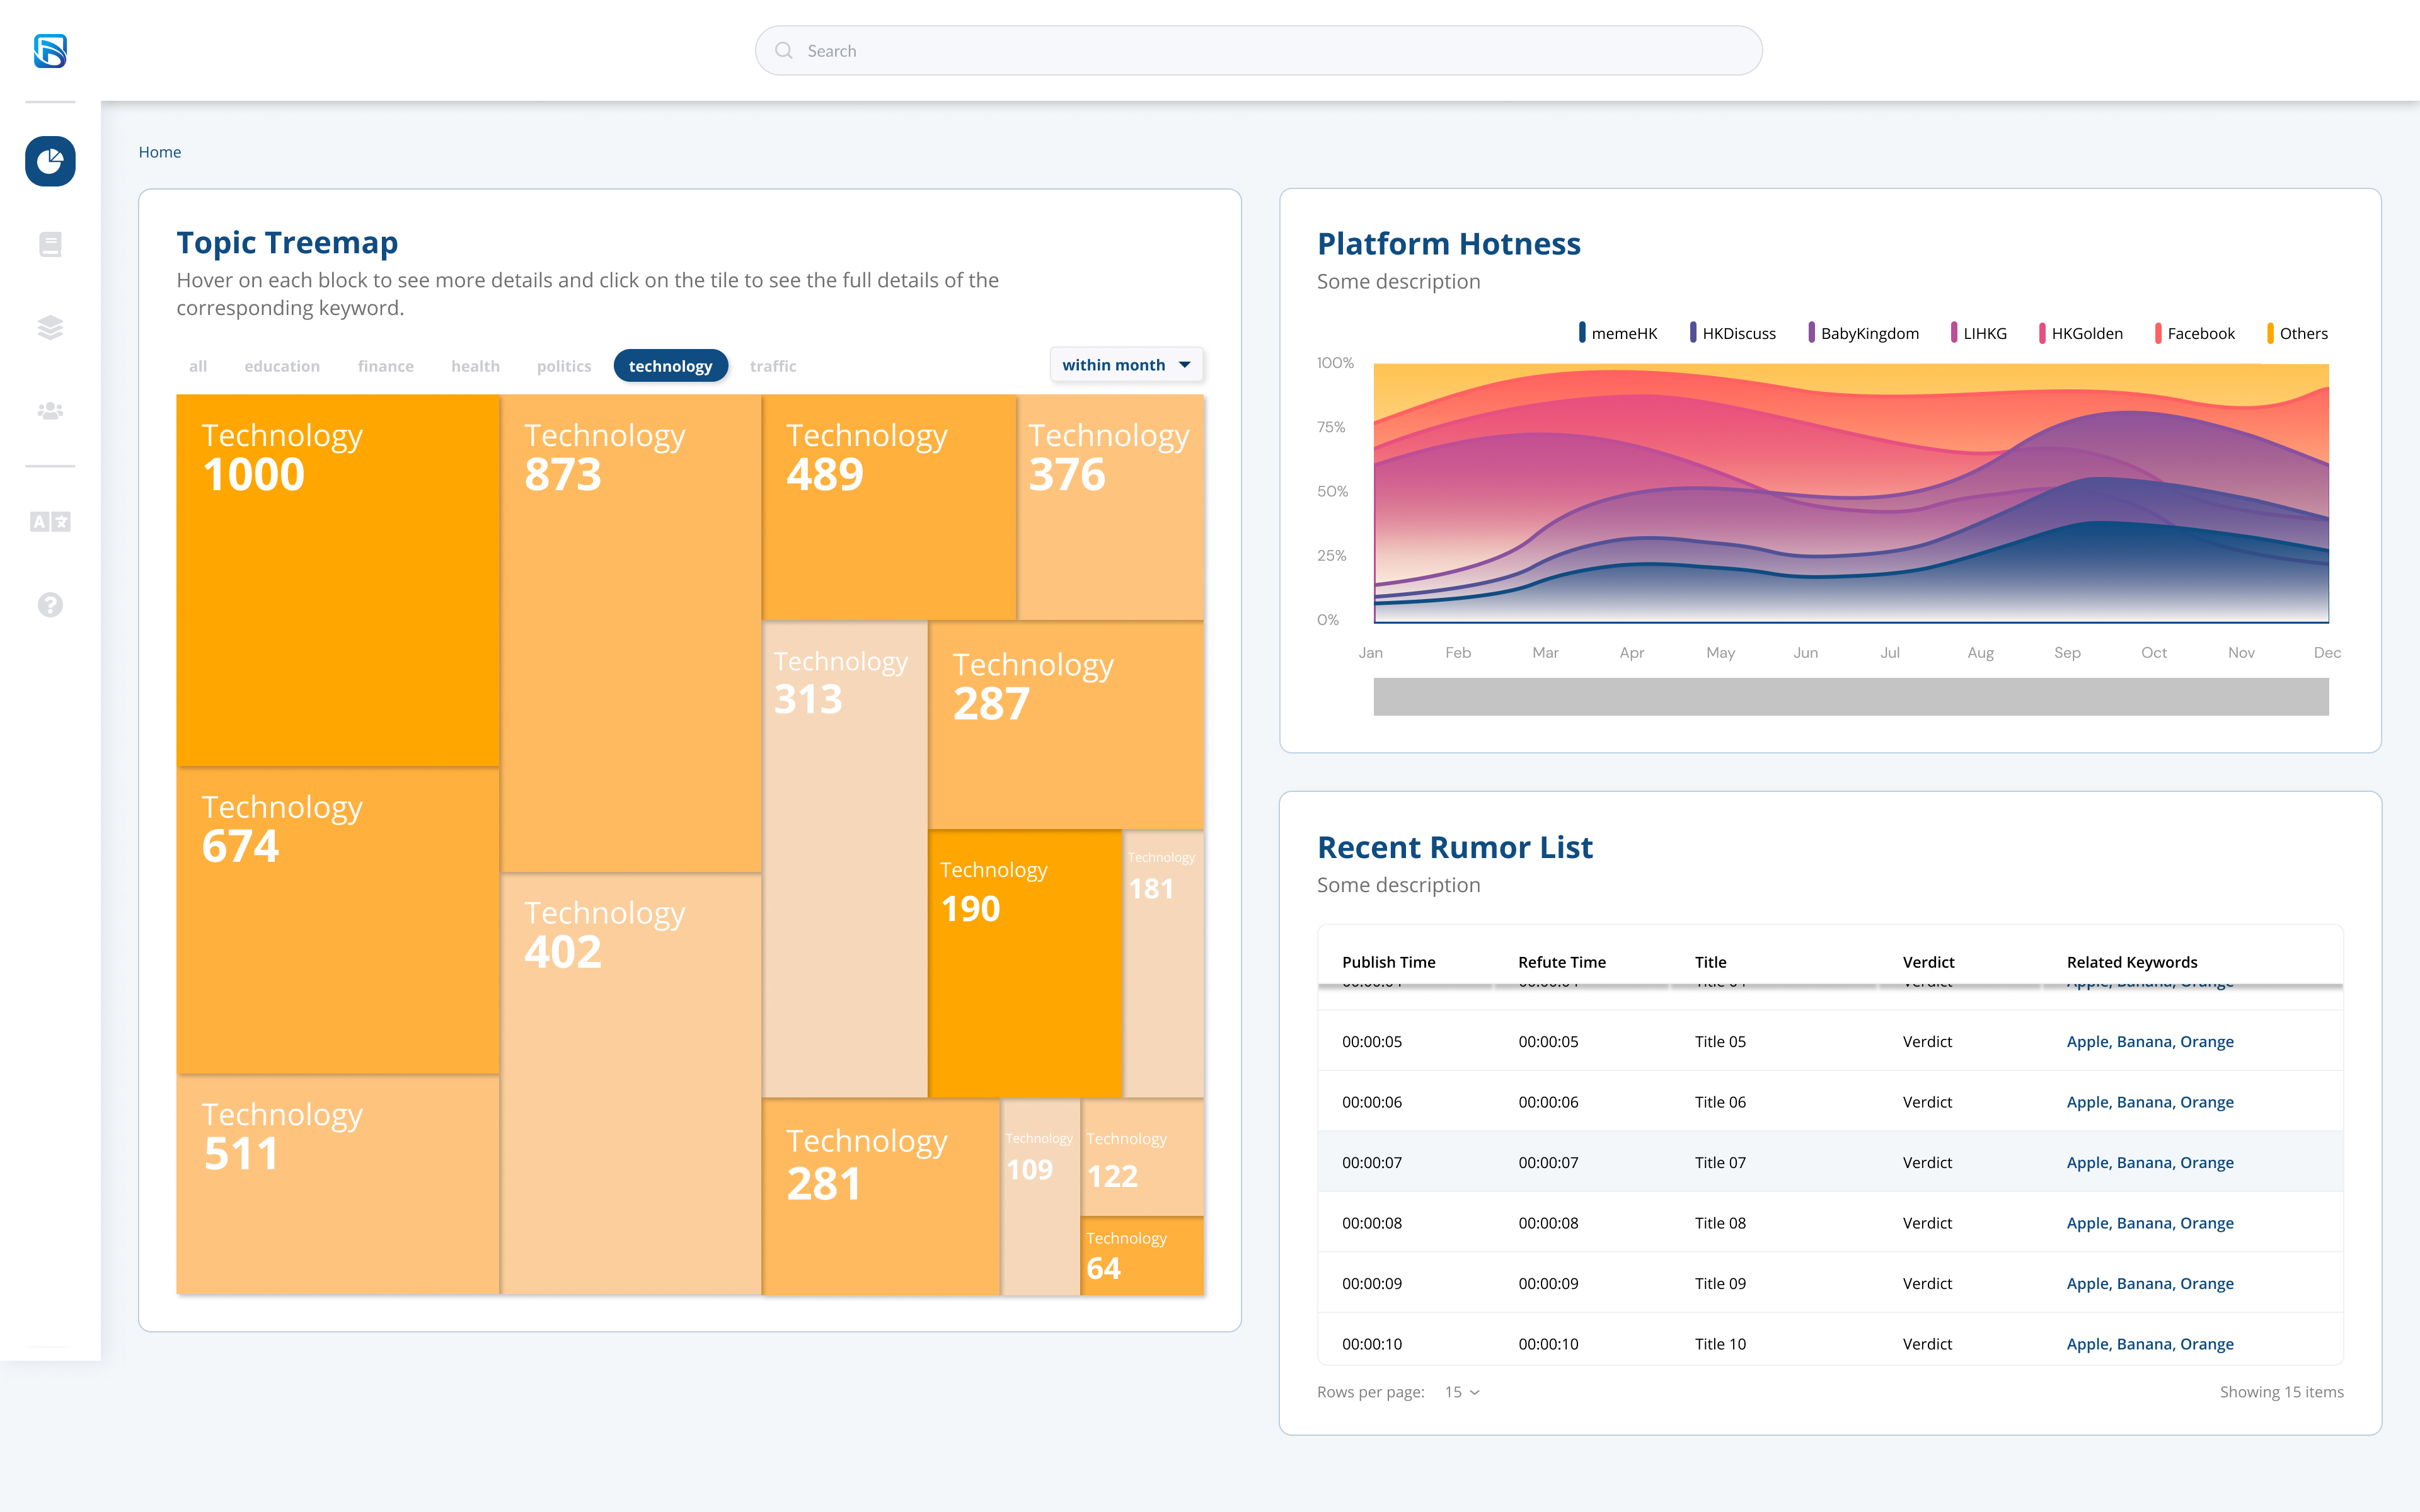 Search
Home
Topic Treemap
Hover on each block to see more details and click on the tile to see the full details of the
corresponding keyword.
all education finance health politics technology traffic
within month
Technology
1000
Technology
873
Technology
489
Technology
376
Technology
313
Technology
287
Technology
674
Technology
190
Technology
181
Technology
402
Technology
511
Technology
281
Technology
109
Technology
122
Technology
64
A 文
?
Platform Hotness
Some description
memeHK HKDiscuss BabyKingdom LIHKG HKGolden Facebook Others
100%
75%
50%
25%
0%
Jan Feb Mar Apr May Jun Jul Aug Sep Oct Nov Dec
Recent Rumor List
Some description
Publish Time Refute Time Title Verdict Related Keywords
00:00:05 00:00:05 Title 05 Verdict Apple, Banana, Orange
00:00:06 00:00:06 Title 06 Verdict Apple, Banana, Orange
00:00:07 00:00:07 Title 07 Verdict Apple, Banana, Orange
00:00:08 00:00:08 Title 08 Verdict Apple, Banana, Orange
00:00:09 00:00:09 Title 09 Verdict Apple, Banana, Orange
00:00:10 00:00:10 Title 10 Verdict Apple, Banana, Orange
Rows per page: 15
Showing 15 items